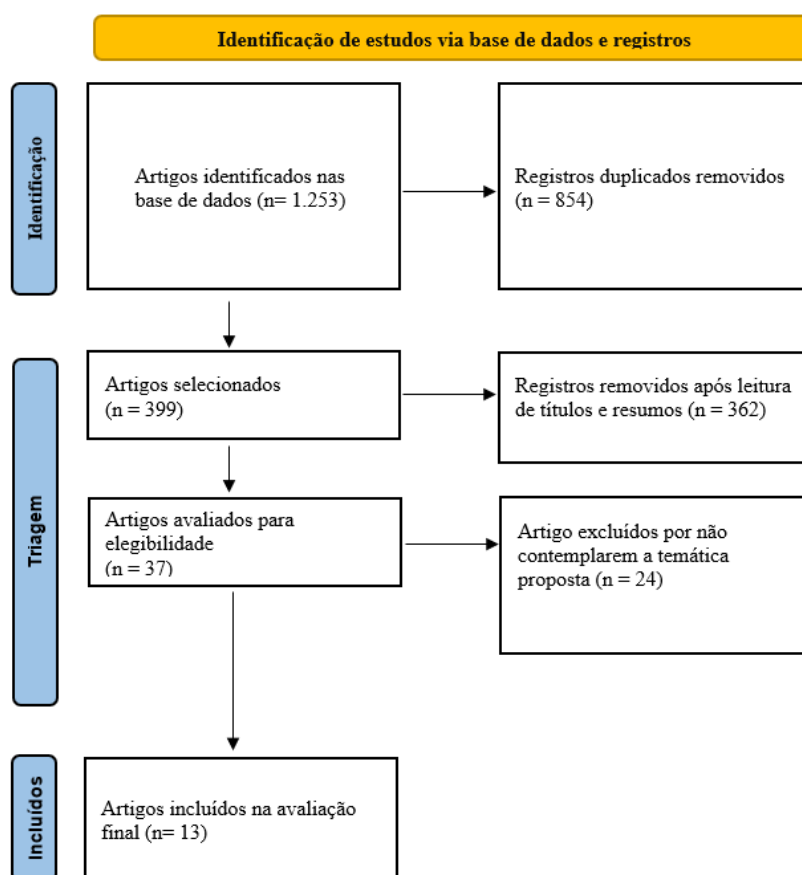 Identificação de estudos via base de dados e registros
Identificação
Artigos identificados nas
base de dados (n= 1.253)
Registros duplicados removidos
(n = 854)
Triagem
Artigos selecionados
(n = 399)
Registros removidos após leitura
de títulos e resumos (n = 362)
Artigos avaliados para
elegibilidade
(n = 37)
Artigo excluídos por não
contemplarem a temática
proposta (n = 24)
Incluídos
Artigos incluídos na avaliação
final (n= 13)